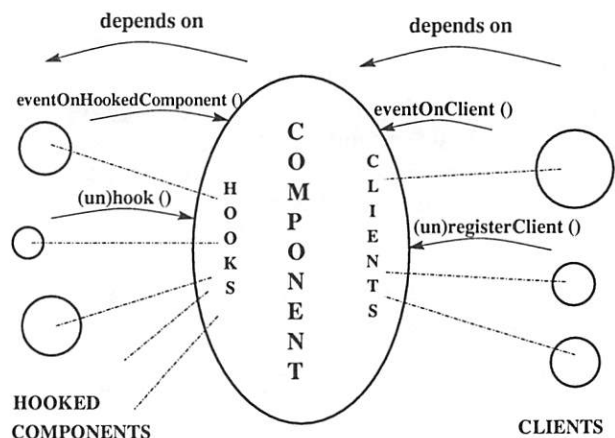 depends on
depends on
eventOnHookedComponent ()
eventOnClient ()
COMPONENT
HOOKS
CLIENTS
(un)hook ()
(un)registerClient ()
HOOKED
COMPONENTS
CLIENTS